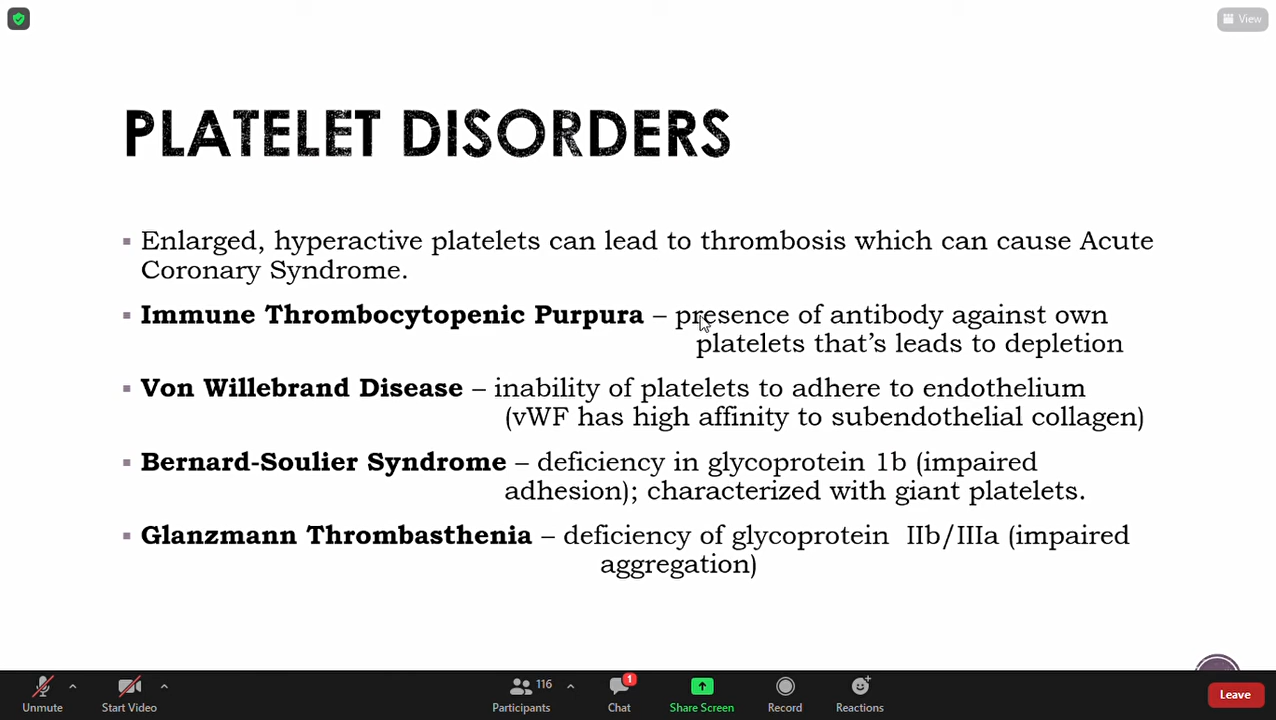 View
PLATELET DISORDERS
▪ Enlarged, hyperactive platelets can lead to thrombosis which can cause Acute
Coronary Syndrome.
▪ Immune Thrombocytopenic Purpura – presence of antibody against own
platelets that’s leads to depletion
▪ Von Willebrand Disease – inability of platelets to adhere to endothelium
(vWF has high affinity to subendothelial collagen)
▪ Bernard-Soulier Syndrome – deficiency in glycoprotein 1b (impaired
adhesion); characterized with giant platelets.
▪ Glanzmann Thrombasthenia – deficiency of glycoprotein IIb/IIIa (impaired
aggregation)
116
1
Unmute
Start Video
Participants
Chat
Share Screen
Record
Reactions
Leave